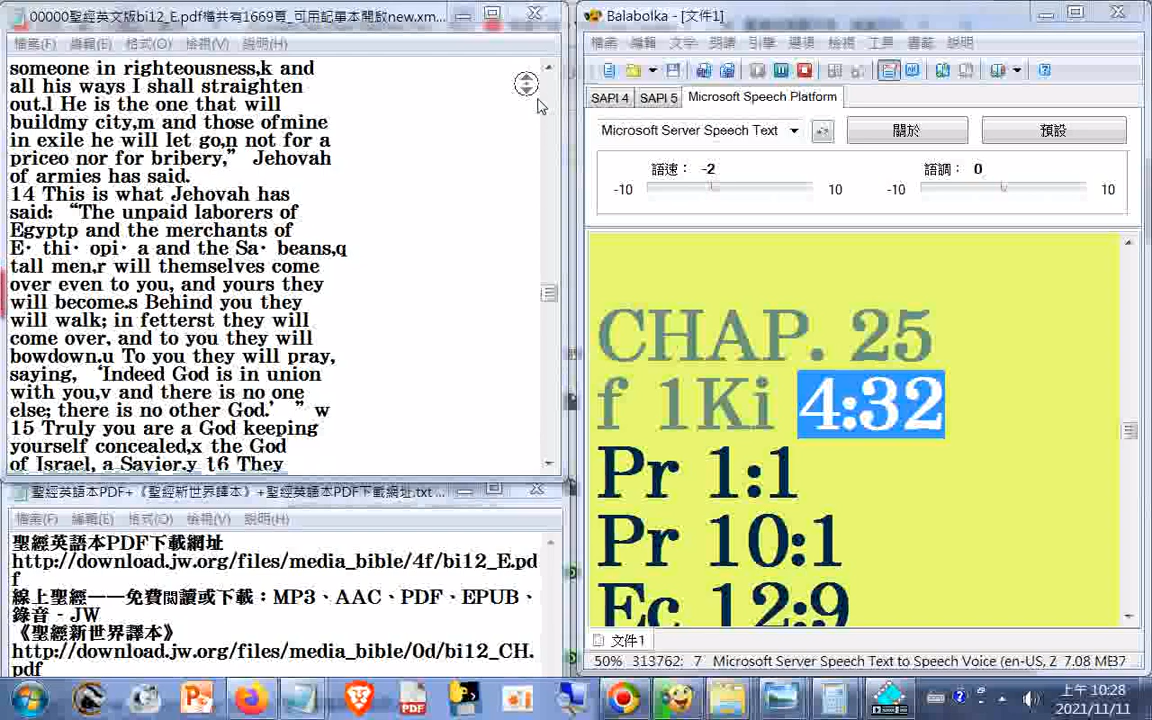 00000聖經英文版bi12_E.pdf檔共有1669頁_可用記事本開啟new.xm...
檔案(F) 編輯(E) 格式(O) 檢視(V) 說明(H)
someone in righteousness,k and
all his ways I shall straighten
out.l He is the one that will
buildmy city,m and those ofmine
in exile he will let go,n not for a
priceo nor for bribery,” Jehovah
of armies has said.
14 This is what Jehovah has
said: “The unpaid laborers of
Egyptp and the merchants of
E· thi· opi· a and the Sa· beans,q
tall men,r will themselves come
over even to you, and yours they
will become.s Behind you they
will walk; in fetterst they will
come over, and to you they will
bowdown.u To you they will pray,
saying, ‘Indeed God is in union
with you,v and there is no one
else; there is no other God.’ ” w
15 Truly you are a God keeping
yourself concealed,x the God
of Israel, a Savior.y 16 They
聖經英語本PDF+《聖經新世界譯本》+聖經英語本PDF下載網址.txt ...
檔案(F) 編輯(E) 格式(O) 檢視(V) 說明(H)
聖經英語本PDF下載網址
http://download.jw.org/files/media_bible/4f/bi12_E.pd
f
線上聖經——免費閱讀或下載：MP3、AAC、PDF、EPUB、
錄音 - JW
《聖經新世界譯本》
http://download.jw.org/files/media_bible/0d/bi12_CH.
pdf
Balabolka - [文件1]
檔案 編輯 文字 朗讀 引擎 選項 檢視 工具 書籤 說明
SAPI 4 SAPI 5 Microsoft Speech Platform
Microsoft Server Speech Text 關於 預設
語速： -2 語調： 0
-10 10 -10 10
CHAP. 25
f 1Ki 4:32
Pr 1:1
Pr 10:1
Ec 12:9
文件1
50% 313762: 7 Microsoft Server Speech Text to Speech Voice (en-US, Z 7.08 MB
上午 10:28
2021/11/11